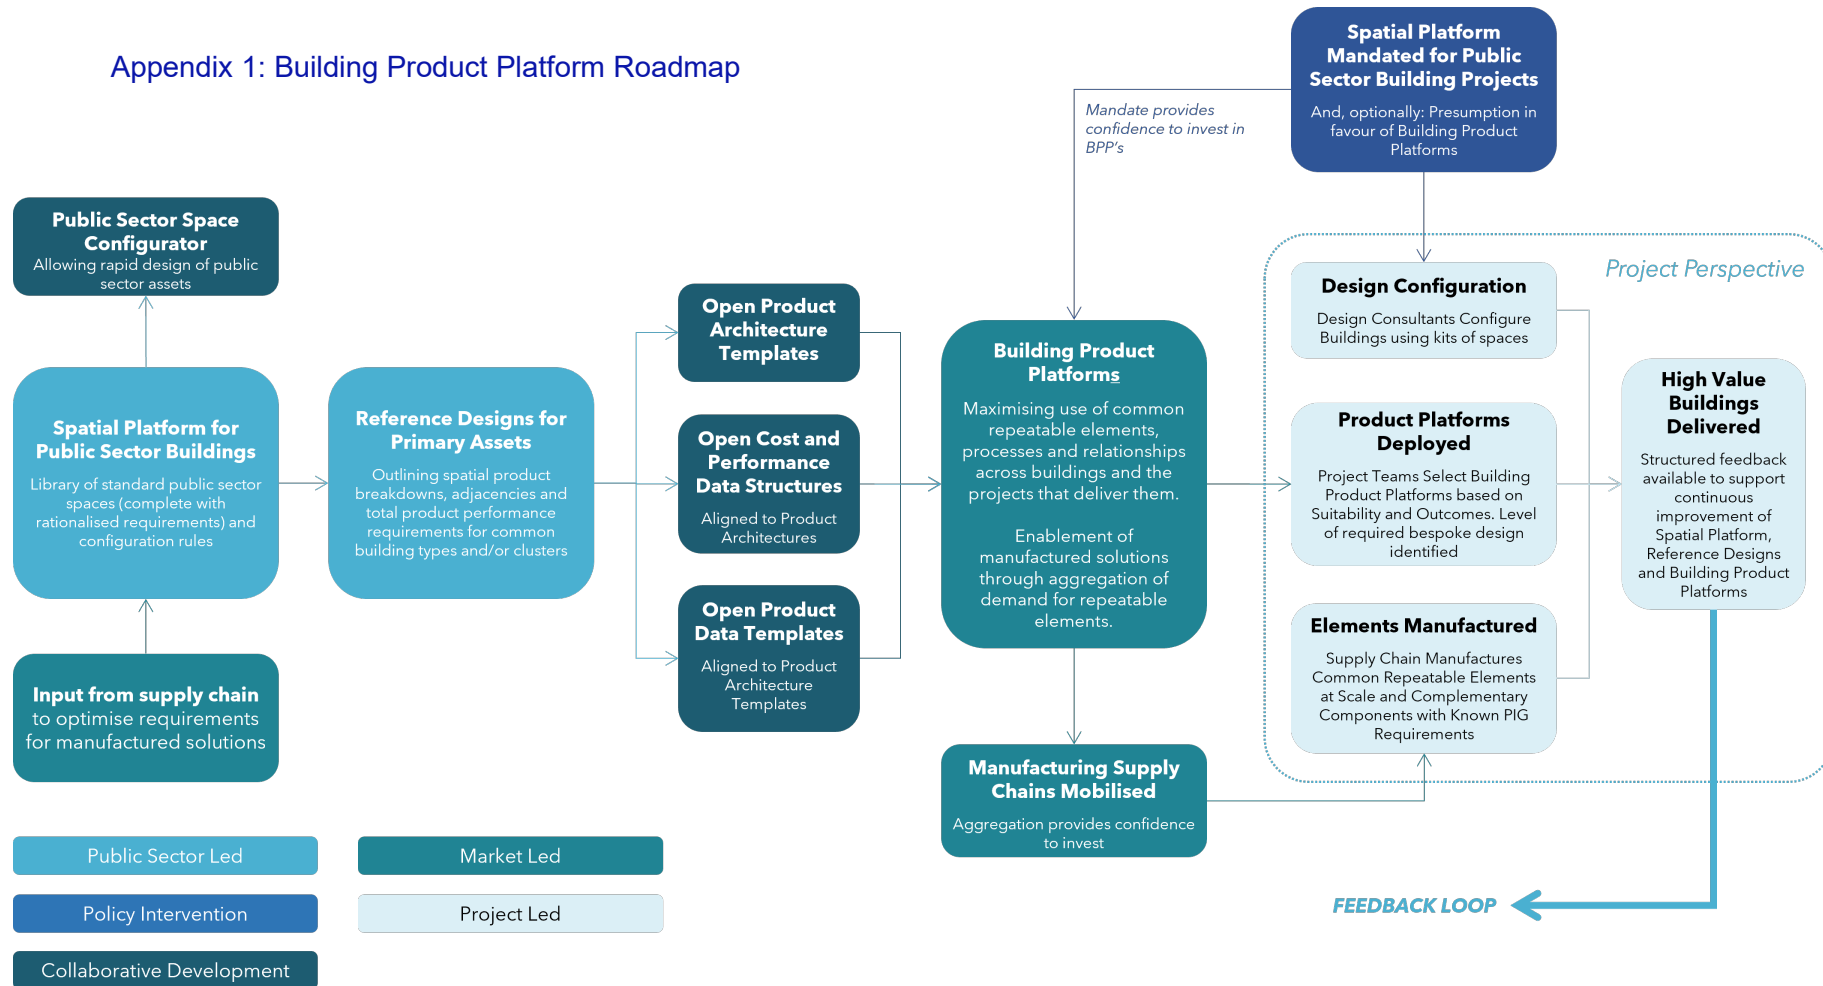 Appendix 1: Building Product Platform Roadmap
Spatial Platform
Mandated for Public
Sector Building Projects
And, optionally: Presumption in
favour of Building Product
Platforms
Mandate provides
confidence to invest in
BPP's
Public Sector Space
Configurator
Allowing rapid design of public
sector assets
Spatial Platform for
Public Sector Buildings
Library of standard public sector
spaces (complete with
rationalised requirements) and
configuration rules
Input from supply chain
to optimise requirements
for manufactured solutions
Reference Designs for
Primary Assets
Outlining spatial product
breakdowns, adjacencies and
total product performance
requirements for common
building types and/or clusters
Open Product
Architecture
Templates
Open Cost and
Performance
Data Structures
Aligned to Product
Architectures
Open Product
Data Templates
Aligned to Product
Architecture
Templates
Building Product
Platforms
Maximising use of common
repeatable elements,
processes and relationships
across buildings and the
projects that deliver them.
Enablement of
manufactured solutions
through aggregation of
demand for repeatable
elements.
Manufacturing Supply
Chains Mobilised
Aggregation provides confidence
to invest
Project Perspective
Design Configuration
Design Consultants Configure
Buildings using kits of spaces
Product Platforms
Deployed
Project Teams Select Building
Product Platforms based on
Suitability and Outcomes. Level
of required bespoke design
identified
Elements Manufactured
Supply Chain Manufactures
Common Repeatable Elements
at Scale and Complementary
Components with Known PIG
Requirements
High Value
Buildings
Delivered
Structured feedback
available to support
continuous
improvement of
Spatial Platform,
Reference Designs
and Building Product
Platforms
FEEDBACK LOOP
Public Sector Led
Market Led
Policy Intervention
Project Led
Collaborative Development